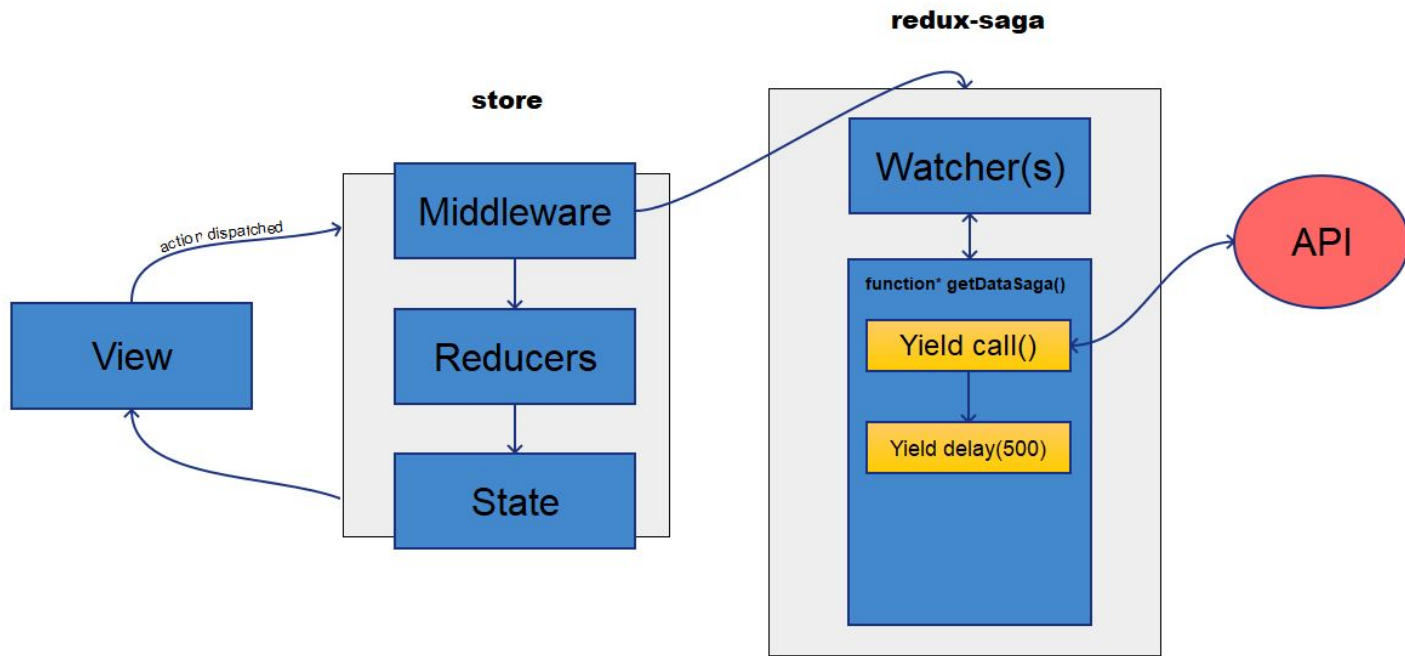 redux-saga
store
Watcher(s)
Middleware
action dispatched
API
function* getDataSaga()
View
Reducers
Yield call()
Yield delay(500)
State